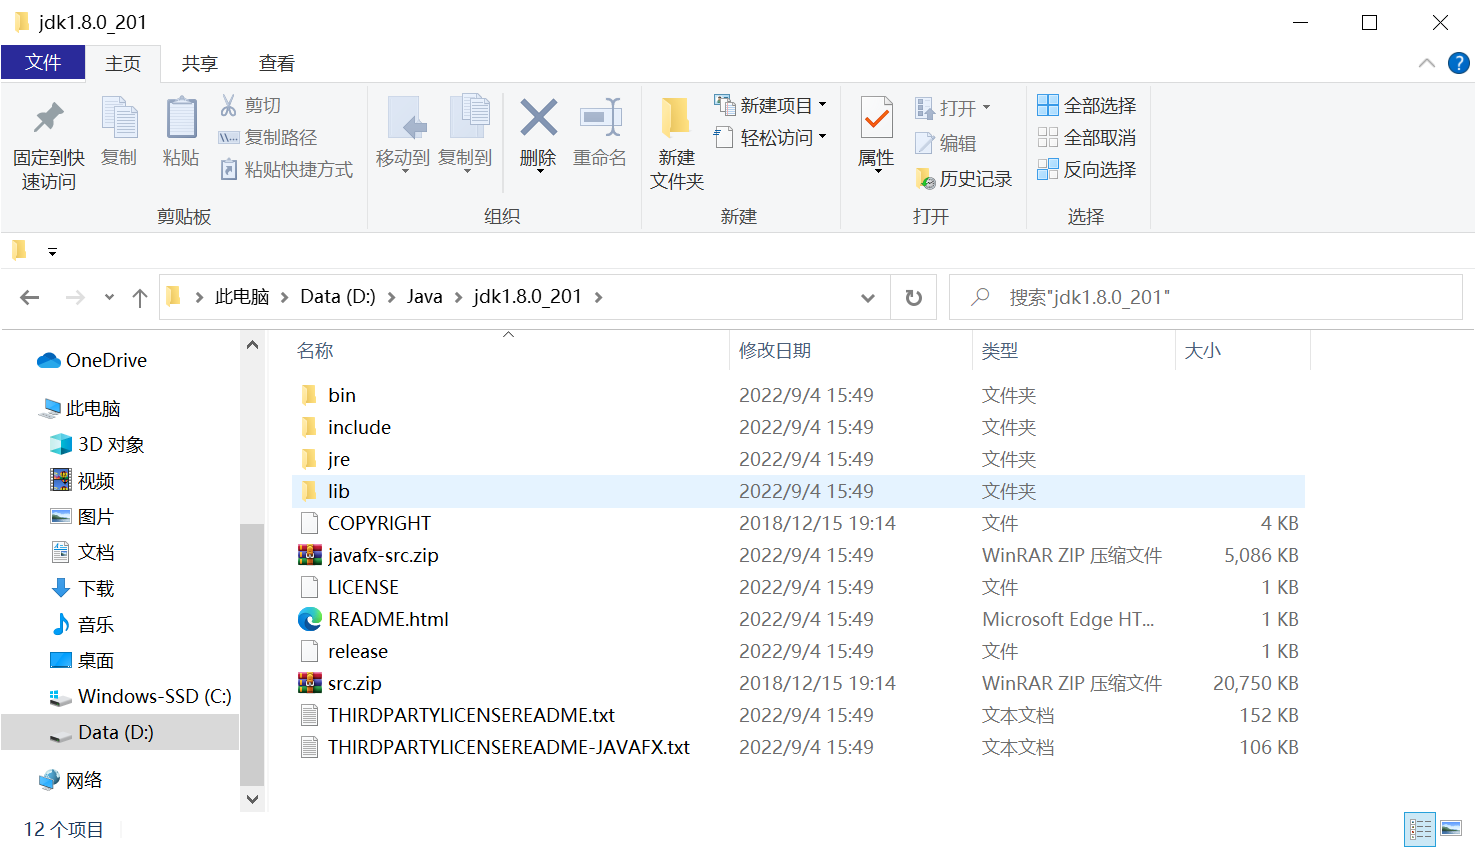 jdk1.8.0_201
文件 主页 共享 查看
固定到快速访问
复制
粘贴
剪切
复制路径
粘贴快捷方式
剪贴板
移动到
复制到
删除
重命名
组织
新建文件夹
新建项目
轻松访问
新建
属性
打开
编辑
历史记录
打开
全部选择
全部取消
反向选择
选择
此电脑 > Data (D:) > Java > jdk1.8.0_201 >
搜索"jdk1.8.0_201"
OneDrive
此电脑
3D 对象
视频
图片
文档
下载
音乐
桌面
Windows-SSD (C:)
Data (D:)
网络
名称 修改日期 类型 大小
bin 2022/9/4 15:49 文件夹
include 2022/9/4 15:49 文件夹
jre 2022/9/4 15:49 文件夹
lib 2022/9/4 15:49 文件夹
COPYRIGHT 2018/12/15 19:14 文件 4 KB
javafx-src.zip 2022/9/4 15:49 WinRAR ZIP 压缩文件 5,086 KB
LICENSE 2022/9/4 15:49 文件 1 KB
README.html 2022/9/4 15:49 Microsoft Edge HT... 1 KB
release 2022/9/4 15:49 文件 1 KB
src.zip 2018/12/15 19:14 WinRAR ZIP 压缩文件 20,750 KB
THIRDPARTYLICENSEREADME.txt 2022/9/4 15:49 文本文档 152 KB
THIRDPARTYLICENSEREADME-JAVAFX.txt 2022/9/4 15:49 文本文档 106 KB
12 个项目